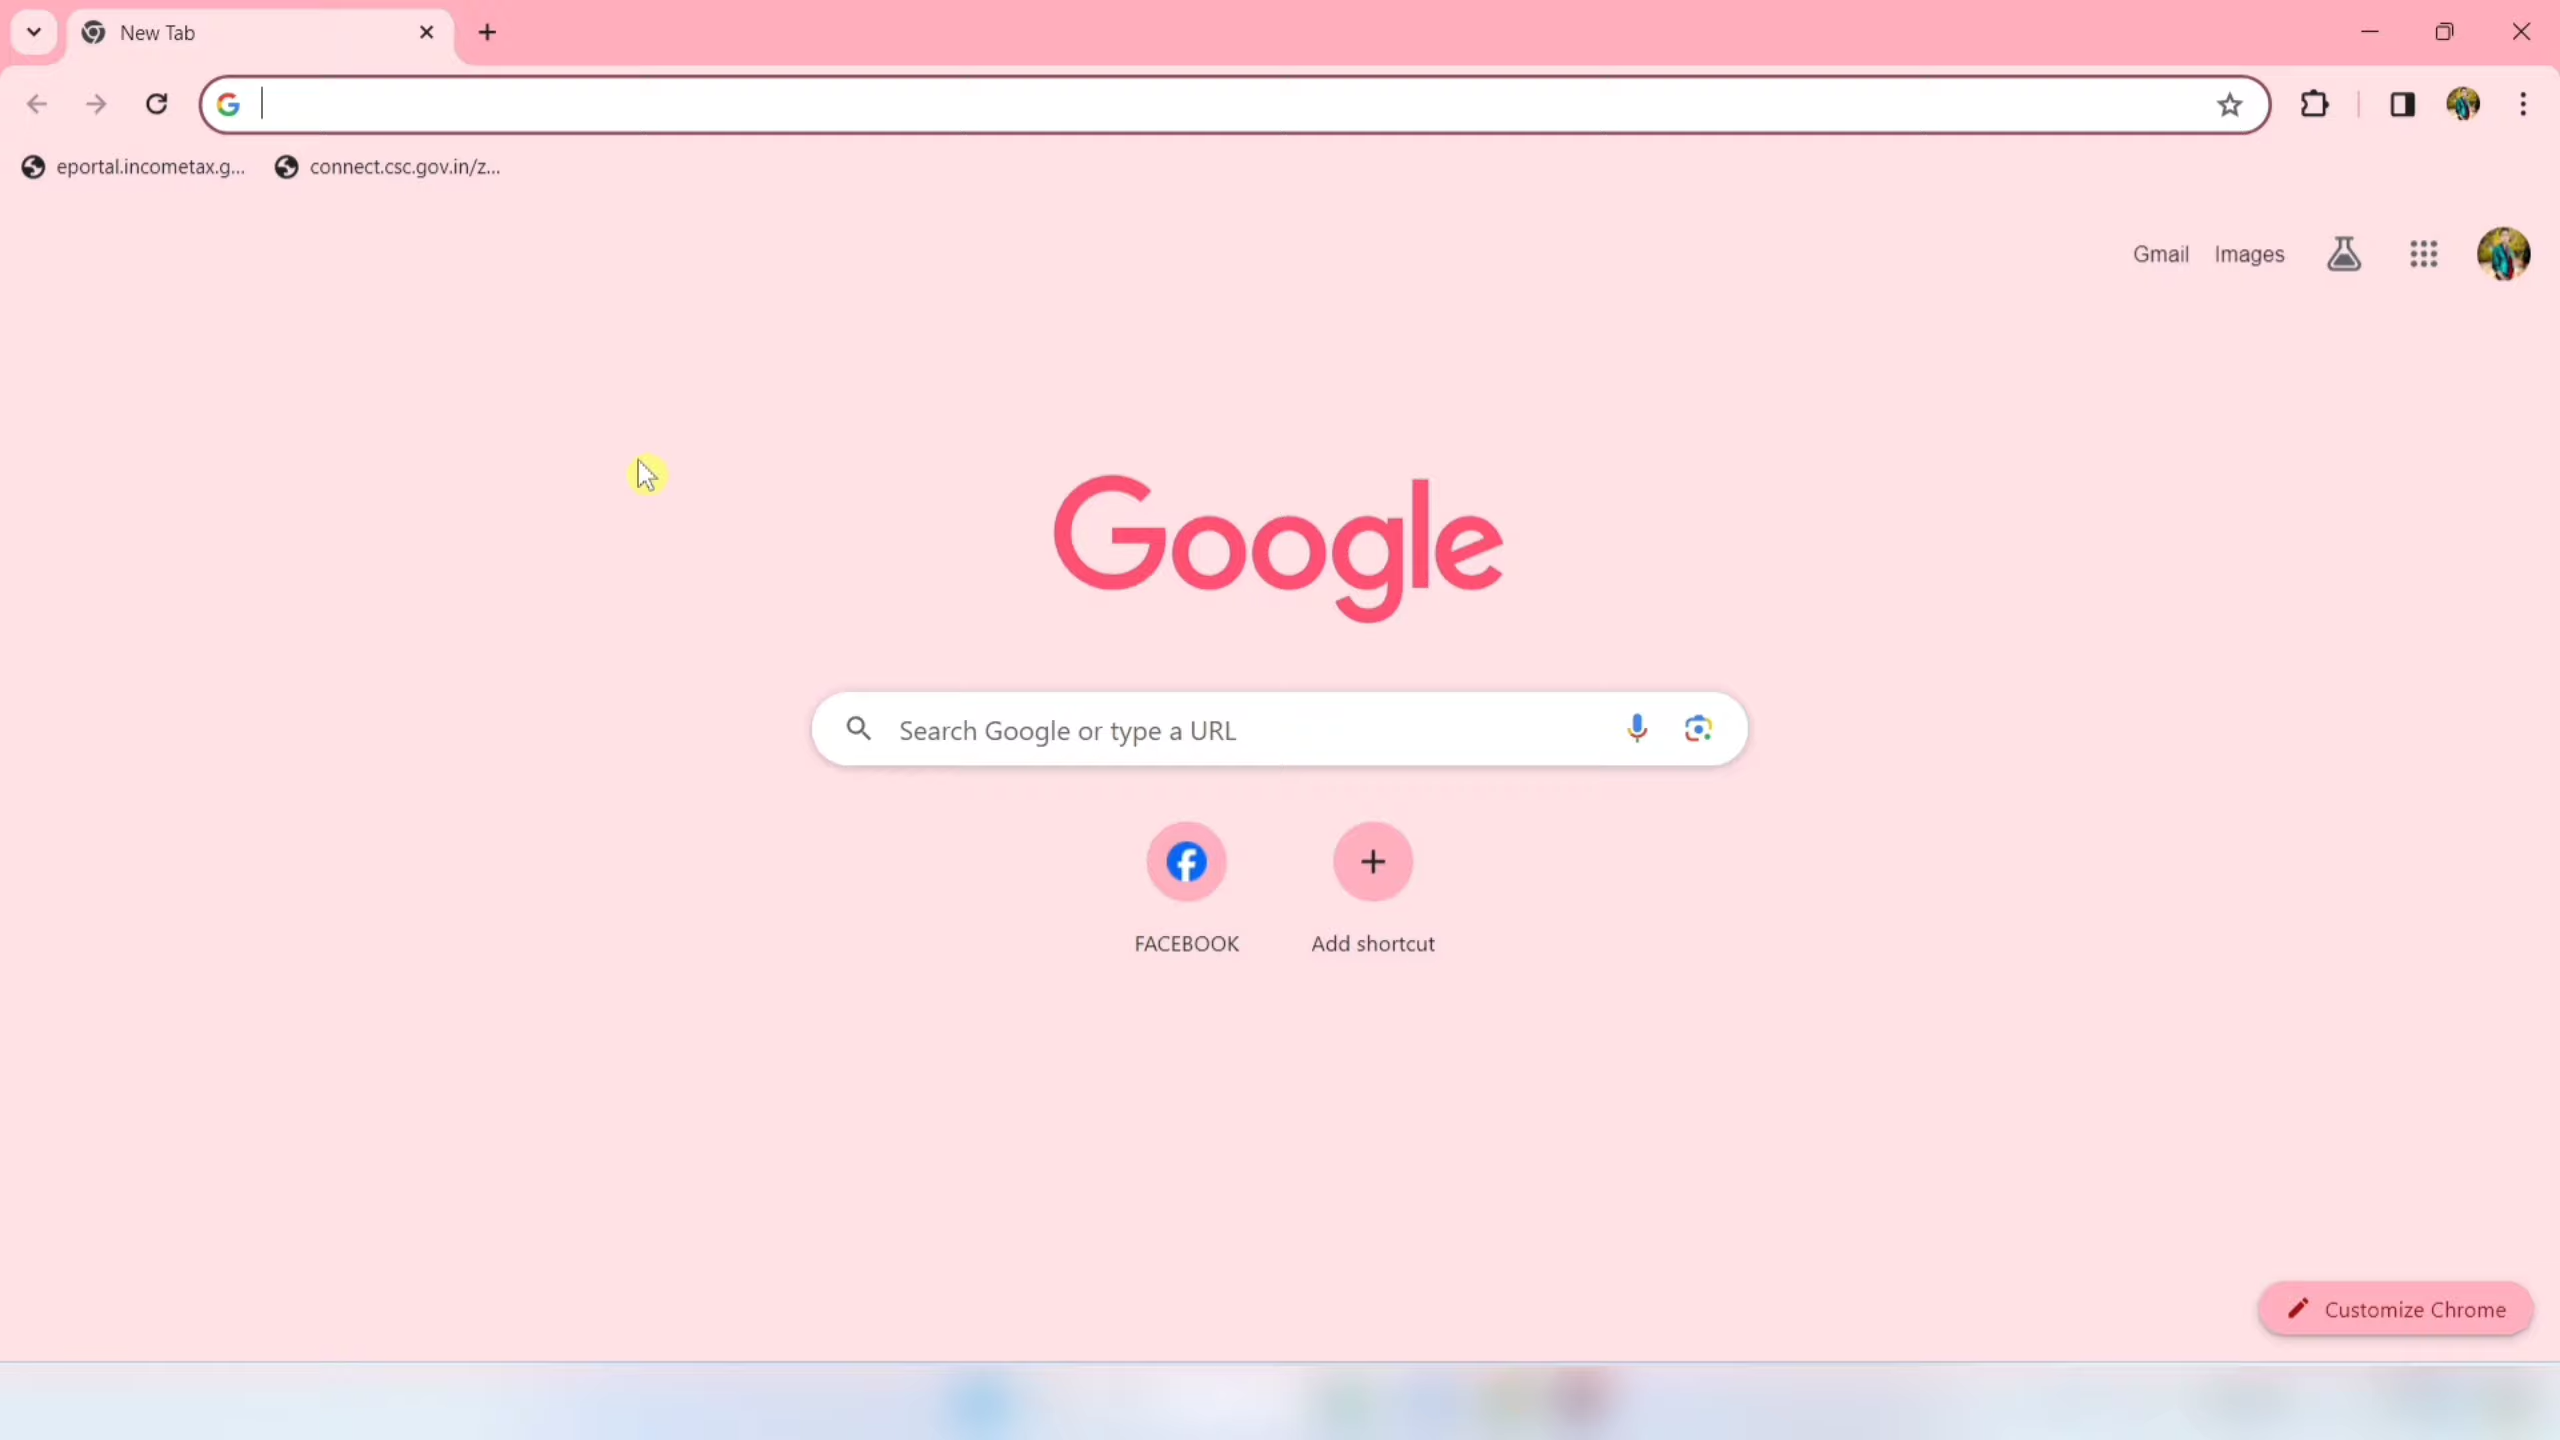 New Tab
eportal.incometax.g... connect.csc.gov.in/z...
Gmail Images
Google
Search Google or type a URL
FACEBOOK Add shortcut
Customize Chrome